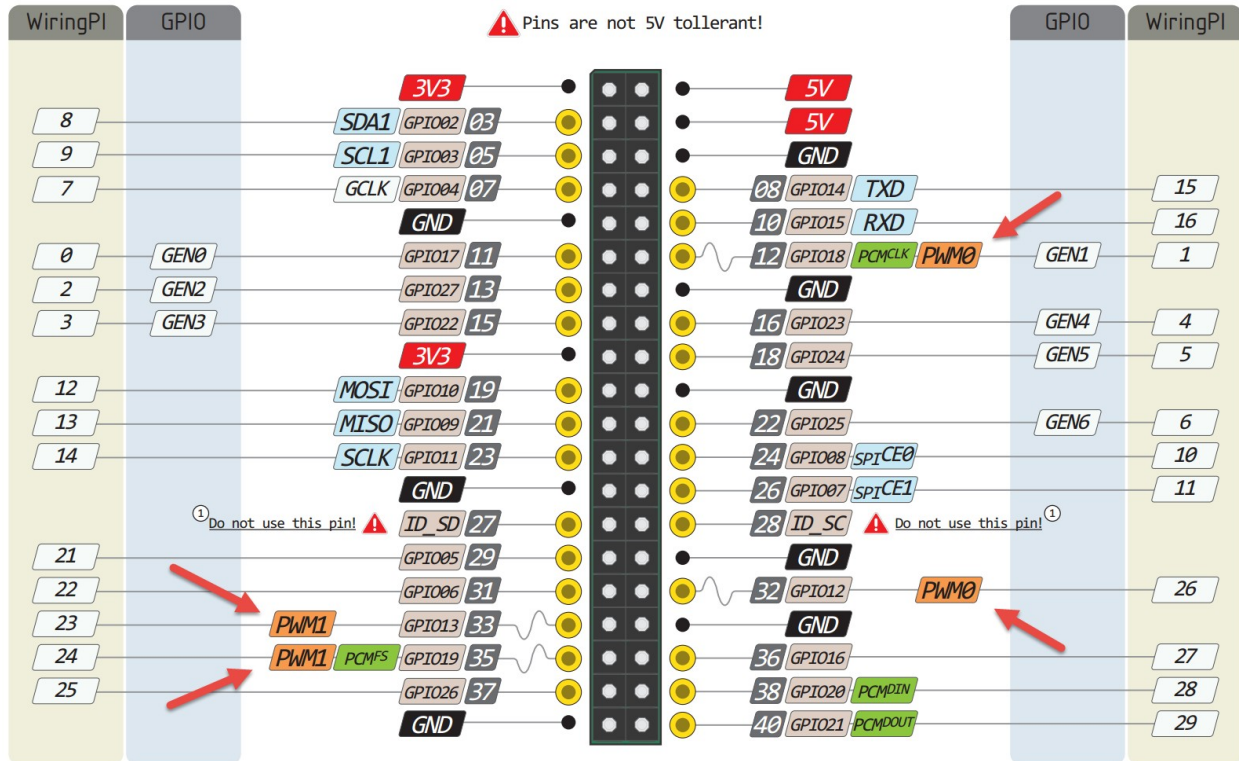 WiringPI GPIO Pins are not 5V tollerant! GPIO WiringPI
3V3 5V
8 SDA1 GPIO02 03 5V
9 SCL1 GPIO03 05 GND
7 GCLK GPIO04 07 08 GPIO14 TXD 15
GND 10 GPIO15 RXD 16
0 GEN0 GPIO17 11 12 GPIO18 PCMCLK PWM0 GEN1 1
2 GEN2 GPIO27 13 GND
3 GEN3 GPIO22 15 16 GPIO23 GEN4 4
3V3 18 GPIO24 GEN5 5
12 MOSI GPIO10 19 GND
13 MISO GPIO09 21 22 GPIO25 GEN6 6
14 SCLK GPIO11 23 24 GPIO08 SPICE0 10
GND 26 GPIO07 SPICE1 11
1 Do not use this pin! ID_SD 27 28 ID_SC Do not use this pin! 1
21 GPIO05 29 GND
22 GPIO06 31 32 GPIO12 PWM0 26
23 PWM1 GPIO13 33 GND
24 PWM1 PCMFS GPIO19 35 36 GPIO16 27
25 GPIO26 37 38 GPIO20 PCMDIN 28
GND 40 GPIO21 PCMDOUT 29